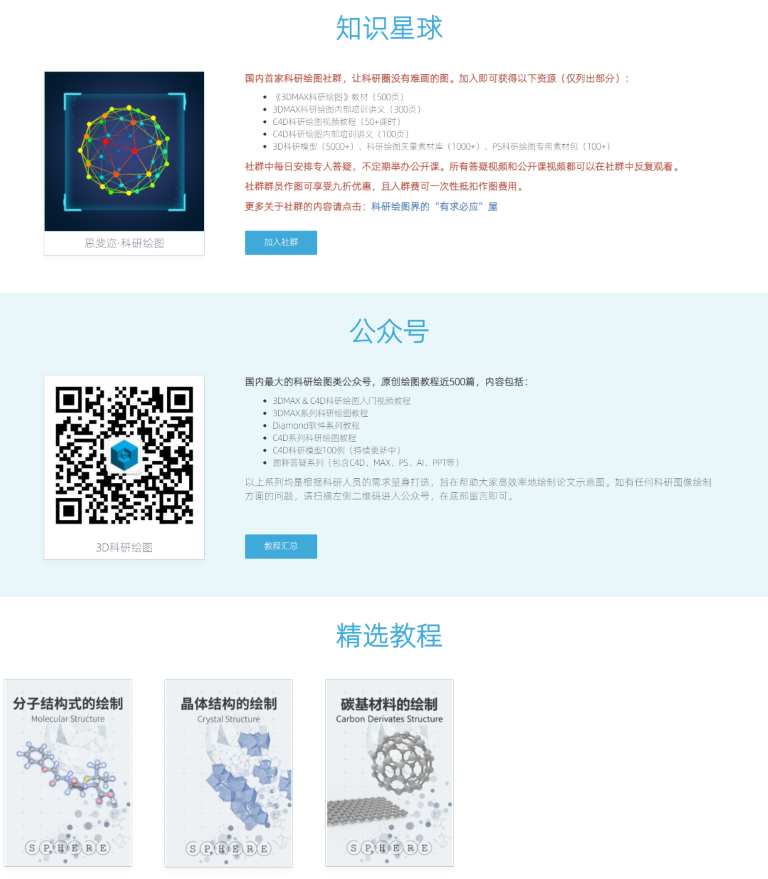 知识星球
国内首家科研绘图社群，让科研圈没有难画的图。加入即可获得以下资源（仅列出部分）：
《3DMAX科研绘图》教材（500页）
3DMAX科研绘图内部培训讲义（300页）
C4D科研绘图视频教程（50+课时）
C4D科研绘图内部培训讲义（100页）
3D科研模型（5000+）、科研绘图矢量素材库（1000+）、PS科研绘图专用素材包（100+）
社群中每日安排专人答疑，不定期举办公开课。所有答疑视频和公开课视频都可以在社群中反复观看。
社群群员作图可享受九折优惠，且入群费可一次性抵扣作图费用。
更多关于社群的内容请点击：科研绘图界的“有求必应”屋
思斐迩·科研绘图
加入社群
公众号
国内最大的科研绘图类公众号，原创绘图教程近500篇，内容包括：
3DMAX & C4D科研绘图入门视频教程
3DMAX系列科研绘图教程
Diamond软件系列教程
C4D系列科研绘图教程
C4D科研模型100例（持续更新中）
图释答疑系列（包含C4D、MAX、PS、AI、PPT等）
以上系列均是根据科研人员的需求量身打造，旨在帮助大家高效率地绘制论文示意图。如有任何科研图像绘制
方面的问题，请扫描左侧二维码进入公众号，在底部留言即可。
3D科研绘图
教程汇总
精选教程
分子结构式的绘制
Molecular Structure
SPHERE
晶体结构的绘制
Crystal Structure
SPHERE
碳基材料的绘制
Carbon Derivates Structure
SPHERE